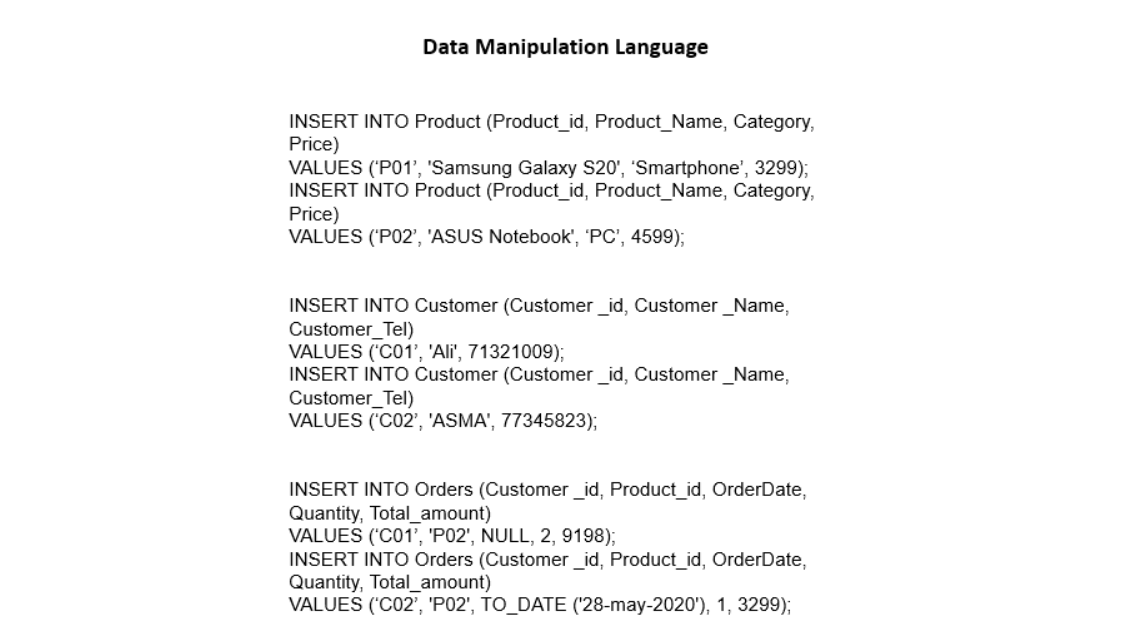 Data Manipulation Language
INSERT INTO Product (Product_id, Product_Name, Category,
Price)
VALUES (‘P01’, 'Samsung Galaxy S20', ‘Smartphone’, 3299);
INSERT INTO Product (Product_id, Product_Name, Category,
Price)
VALUES (‘P02’, 'ASUS Notebook', ‘PC’, 4599);
INSERT INTO Customer (Customer _id, Customer _Name,
Customer_Tel)
VALUES (‘C01’, 'Ali', 71321009);
INSERT INTO Customer (Customer _id, Customer _Name,
Customer_Tel)
VALUES (‘C02’, 'ASMA', 77345823);
INSERT INTO Orders (Customer _id, Product_id, OrderDate,
Quantity, Total_amount)
VALUES (‘C01’, 'P02', NULL, 2, 9198);
INSERT INTO Orders (Customer _id, Product_id, OrderDate,
Quantity, Total_amount)
VALUES (‘C02’, 'P02', TO_DATE ('28-may-2020'), 1, 3299);